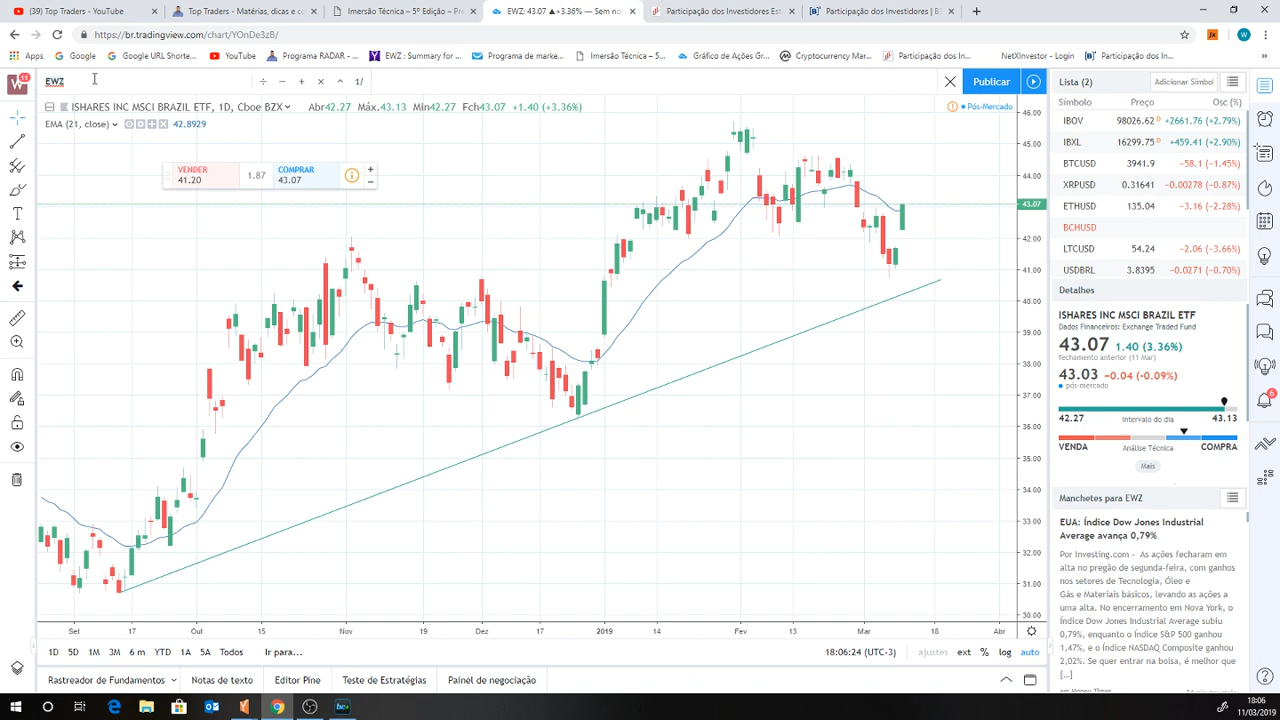 Top Traders - YouTube
Top Traders - Matérias, dicas e co
Imersão Técnica – 5º Edição – Pré
EWZ: 43.07 ▲+3.36% — Sem no
Participação dos Investidores Est
Participação dos Investidores | B3
https://br.tradingview.com/chart/YOnDe3zB/
Apps
Google
Google URL Shorte...
YouTube
Programa RADAR - ...
EWZ : Summary for ...
Programa de market...
Imersão Técnica – 5...
Gráficos de Ações G...
Cryptocurrency Mar...
Participação dos In...
NetXInvestor - Login
Participação dos In...
W
11
EWZ
÷ − + × ^ 1/
Publicar
Lista (2)
Adicionar Símbol
ISHARES INC MSCI BRAZIL ETF, 1D, Cboe BZX
Abr42.27 Máx.43.13 Mín42.27 Fch43.07 +1.40 (+3.36%)
Pós-Mercado
EMA (21, close)
42.8929
VENDER
41.20
1.87
COMPRAR
43.07
Símbolo Preço Osc (%)
IBOV 98026.62 D +2661.76 (+2.79%)
IBXL 16299.75 D +459.41 (+2.90%)
BTCUSD 3941.9 −58.1 (−1.45%)
XRPUSD 0.31641 −0.00278 (−0.87%)
ETHUSD 135.04 −3.16 (−2.28%)
BCHUSD
LTCUSD 54.24 −2.06 (−3.66%)
USDBRL 3.8395 −0.0271 (−0.70%)
46.00
45.00
44.00
43.07
42.00
41.00
40.00
39.00
38.00
37.00
36.00
35.00
34.00
33.00
32.00
31.00
30.00
Set 17 Out 15 Nov 19 Dez 17 2019 14 Fev 13 Mar 18 Abr
Detalhes
ISHARES INC MSCI BRAZIL ETF
Dados Financeiros: Exchange Traded Fund
43.07 1.40 (3.36%)
fechamento anterior (11 Mar)
43.03 −0.04 (−0.09%)
pós-mercado
42.27 Intervalo do dia 43.13
VENDA Análise Técnica COMPRA
Mais
Manchetes para EWZ
EUA: Índice Dow Jones Industrial
Average avança 0,79%
Por Investing.com - As ações fecharam em
alta no pregão de segunda-feira, com ganhos
nos setores de Tecnologia, Óleo e
Gás e Materiais básicos, levando as ações a
uma alta. No encerramento em Nova York, o
Índice Dow Jones Industrial Average subiu
0,79%, enquanto o Índice S&P 500 ganhou
1,47%, e o Índice NASDAQ Composite ganhou
2,02%. Se quer entrar na bolsa, é melhor que
[...]
6
1D 5D 1M 3M 6 m YTD 1A 5A Todos Ir para...
18:06:24 (UTC-3) ajustes ext % log auto
Rastreador de Fundamentos
Notas de texto
Editor Pine
Teste de Estratégias
Painel de negociação
18:06
11/03/2019